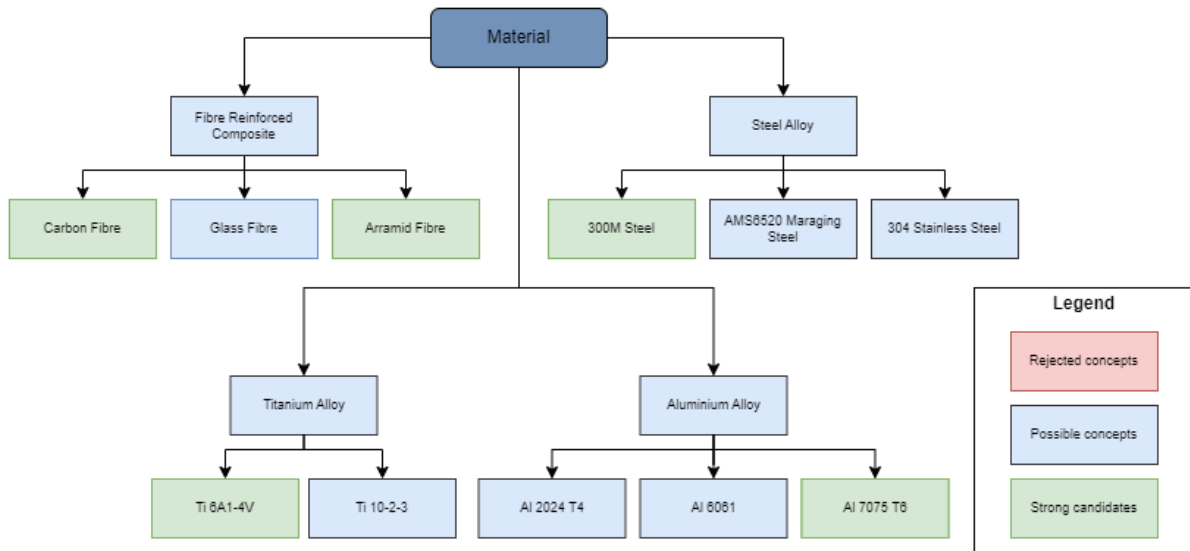 Material
Fibre Reinforced
Composite
Steel Alloy
Carbon Fibre
Glass Fibre
Arramid Fibre
300M Steel
AMS6520 Maraging
Steel
304 Stainless Steel
Titanium Alloy
Aluminium Alloy
Ti 6A1-4V
Ti 10-2-3
Al 2024 T4
Al 6061
Al 7075 T6
Legend
Rejected concepts
Possible concepts
Strong candidates